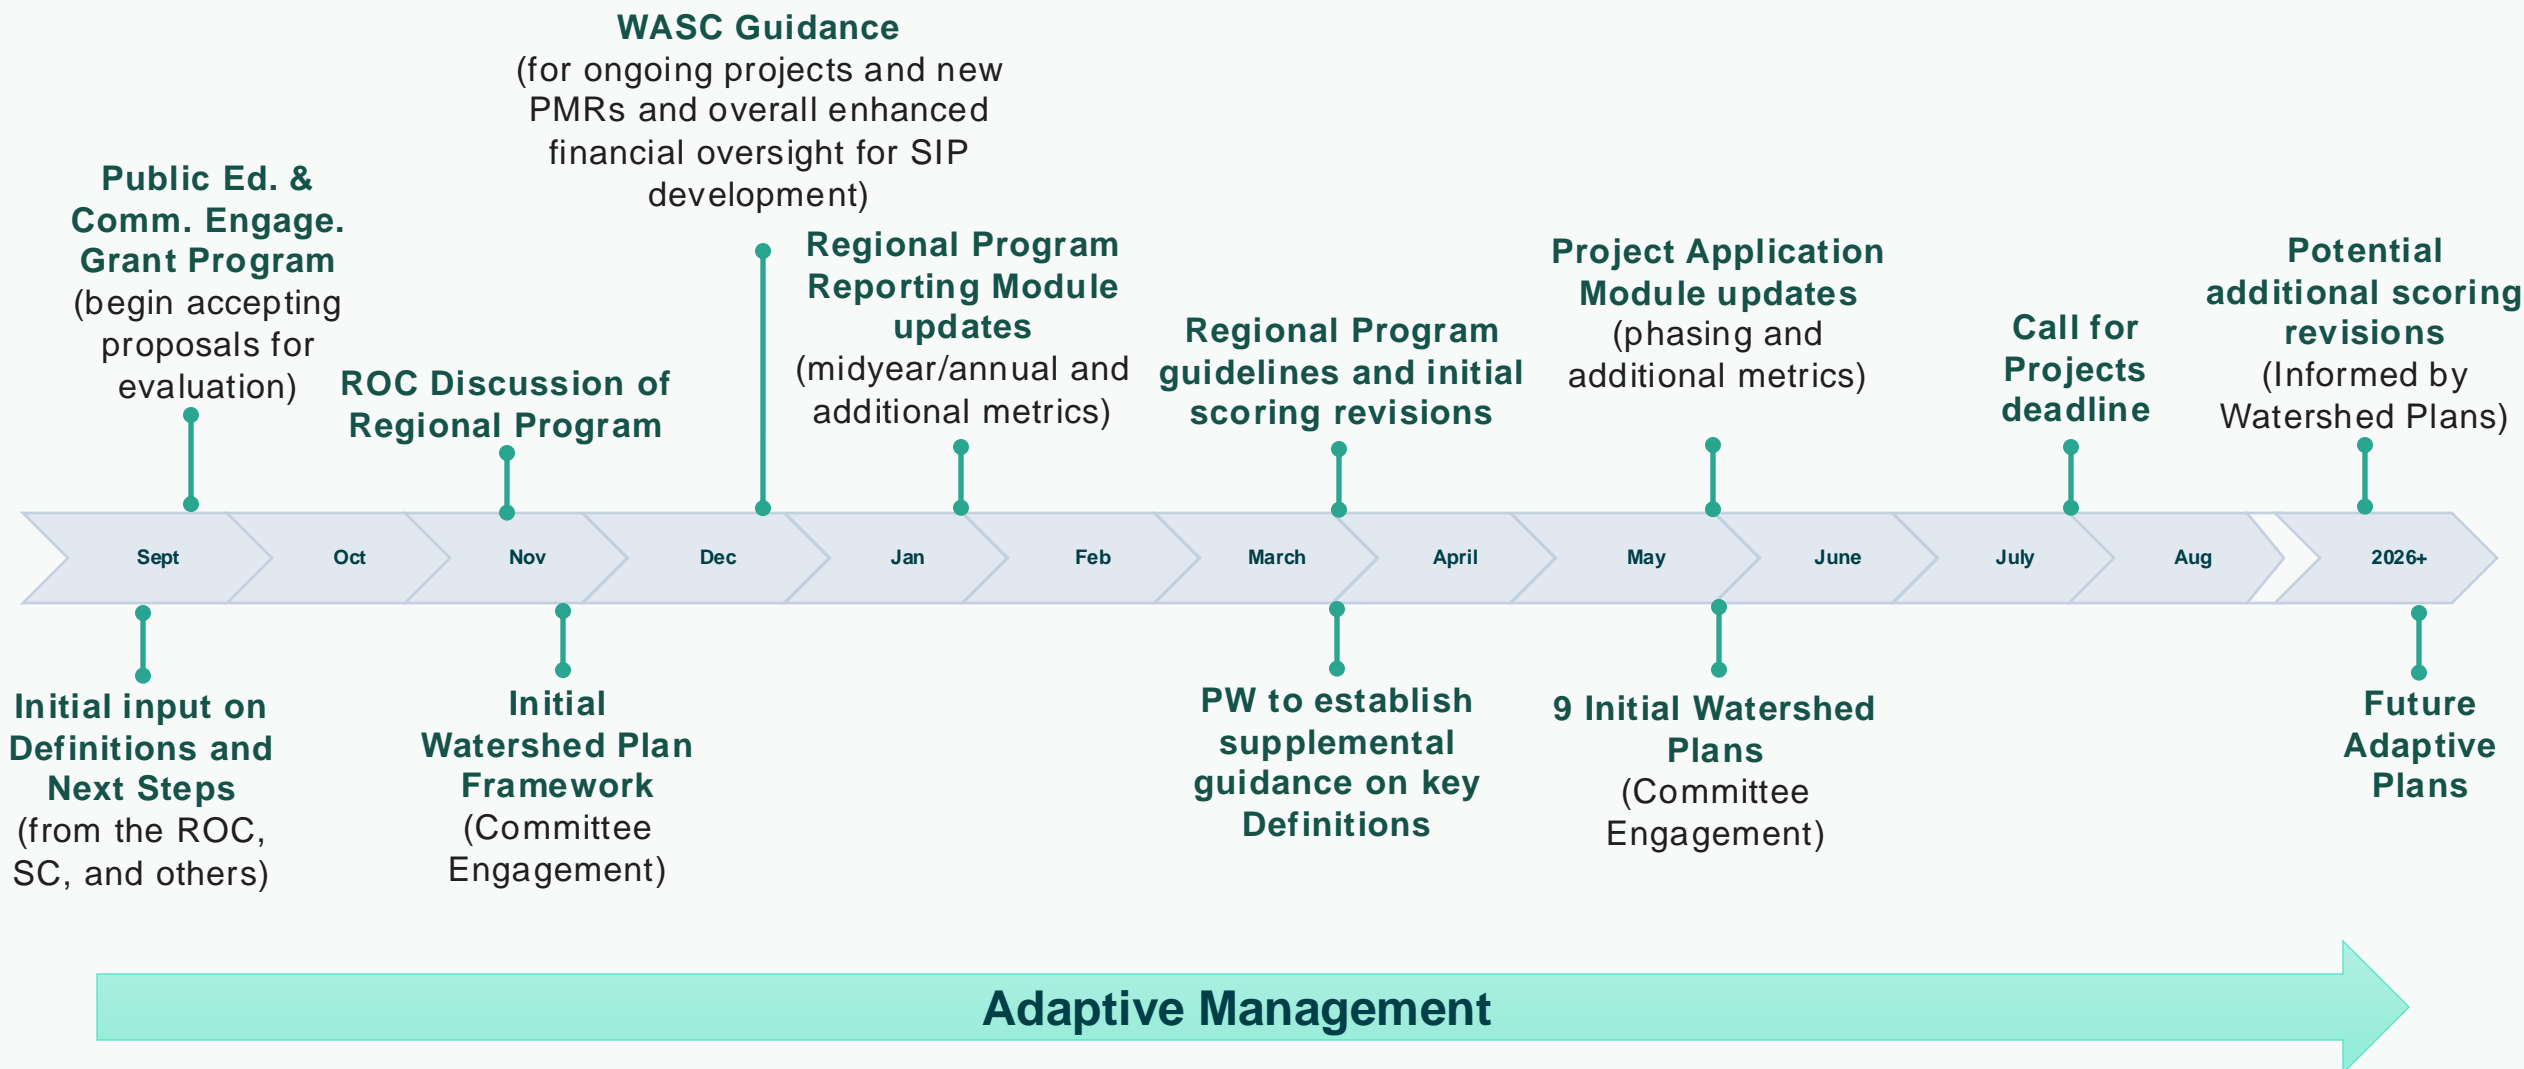 WASC Guidance
(for ongoing projects and new
PMRs and overall enhanced
financial oversight for SIP
development)
Public Ed. &
Comm. Engage.
Grant Program
(begin accepting
proposals for
evaluation)
ROC Discussion of
Regional Program
Regional Program
Reporting Module
updates
(midyear/annual and
additional metrics)
Regional Program
guidelines and initial
scoring revisions
Project Application
Module updates
(phasing and
additional metrics)
Call for
Projects
deadline
Potential
additional scoring
revisions
(Informed by
Watershed Plans)
Sept
Oct
Nov
Dec
Jan
Feb
March
April
May
June
July
Aug
2026+
Initial input on
Definitions and
Next Steps
(from the ROC,
SC, and others)
Initial
Watershed Plan
Framework
(Committee
Engagement)
PW to establish
supplemental
guidance on key
Definitions
9 Initial Watershed
Plans
(Committee
Engagement)
Future
Adaptive
Plans
Adaptive Management